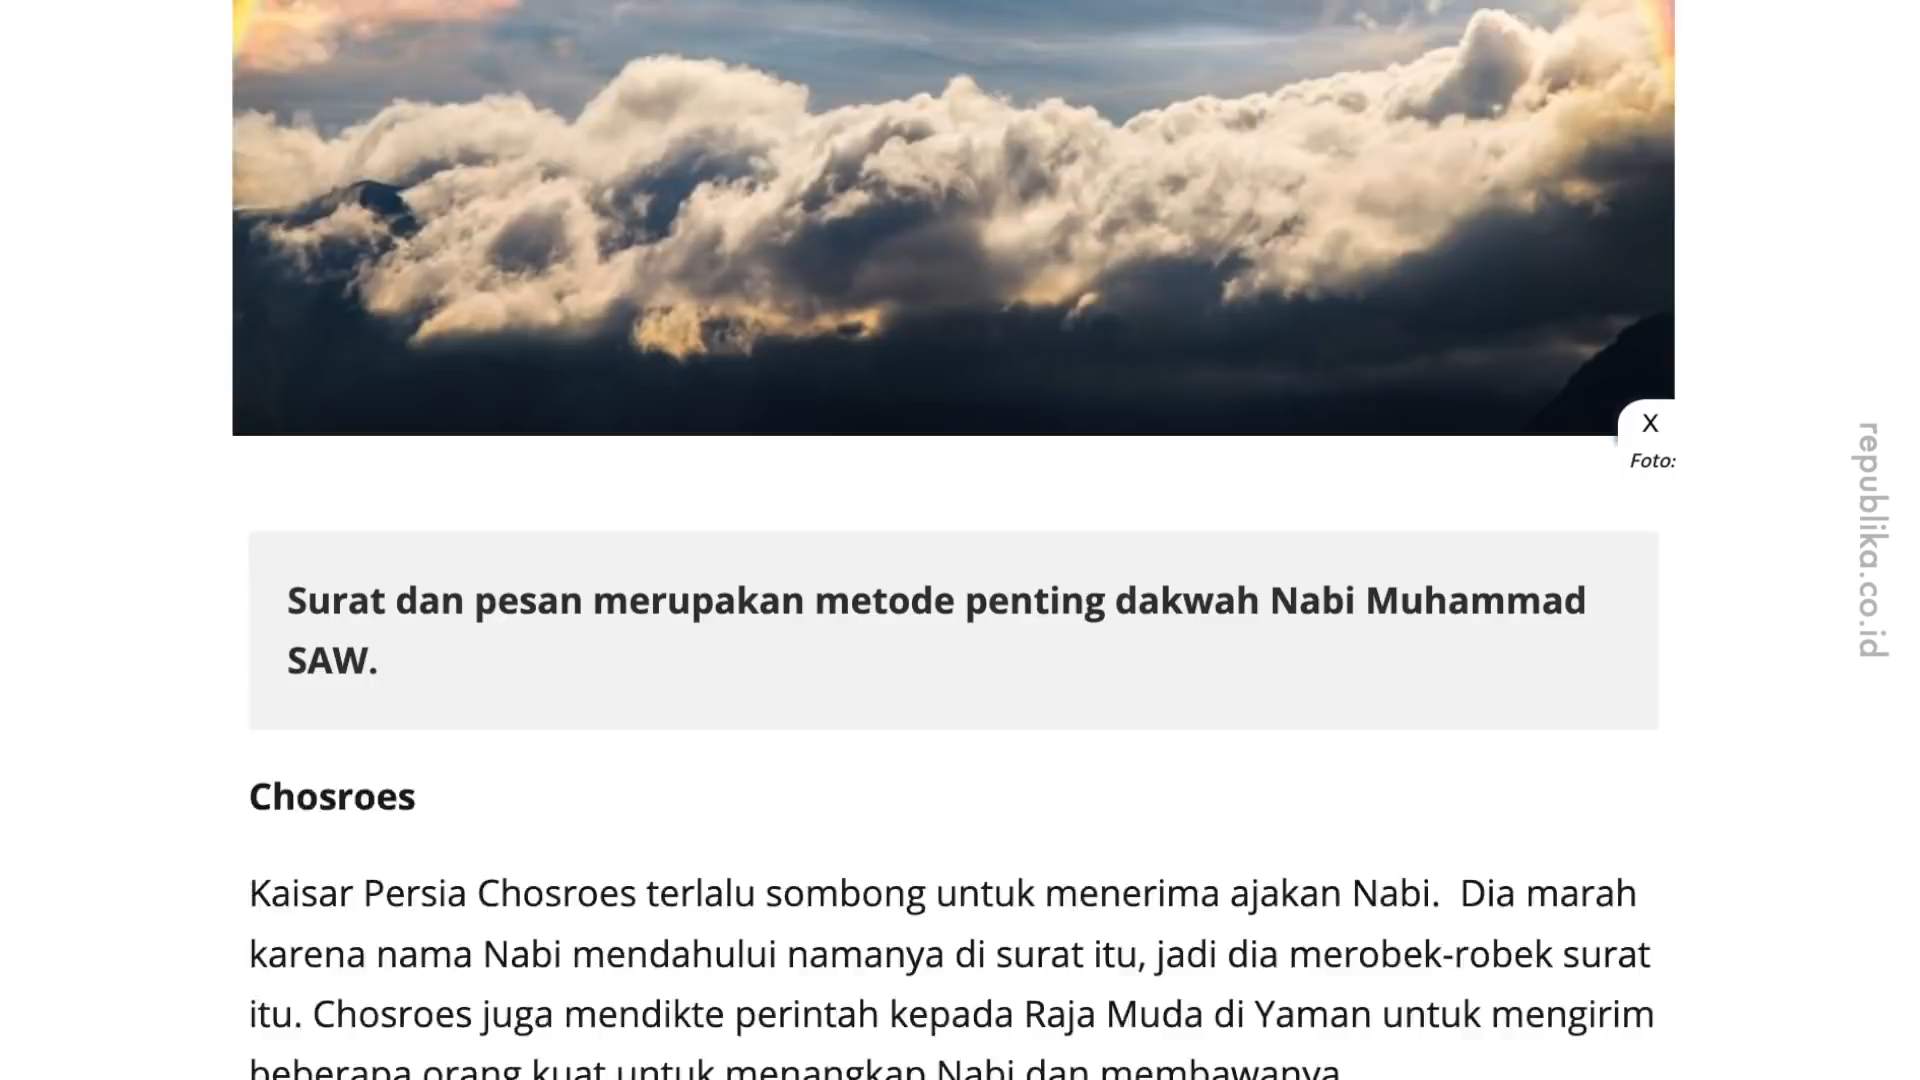 X
Foto:
republika.co.id
Surat dan pesan merupakan metode penting dakwah Nabi Muhammad
SAW.
Chosroes
Kaisar Persia Chosroes terlalu sombong untuk menerima ajakan Nabi.  Dia marah
karena nama Nabi mendahului namanya di surat itu, jadi dia merobek-robek surat
itu. Chosroes juga mendikte perintah kepada Raja Muda di Yaman untuk mengirim
beberapa orang kuat untuk menangkap Nabi dan membawanya